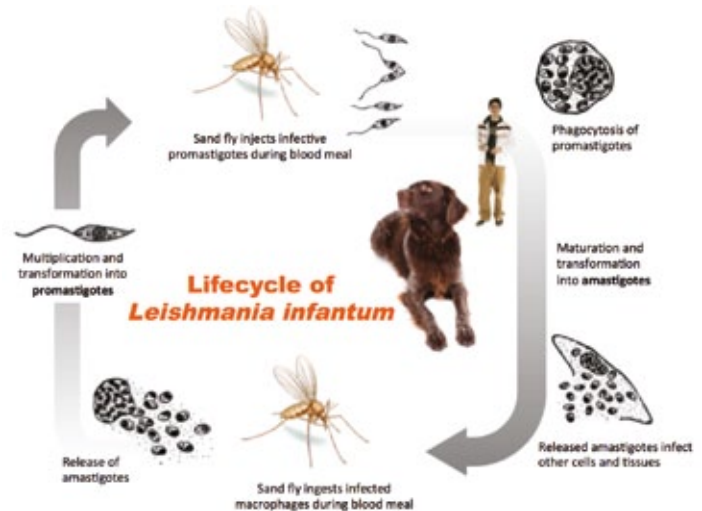 Sand fly injects infective
promastigotes during blood meal
Phagocytosis of
promastigotes
Multiplication and
transformation into
promastigotes
Lifecycle of
Leishmania infantum
Maturation and
transformation
into amastigotes
Release of
amastigotes
Sand fly ingests infected
macrophages during blood meal
Released amastigotes infect
other cells and tissues